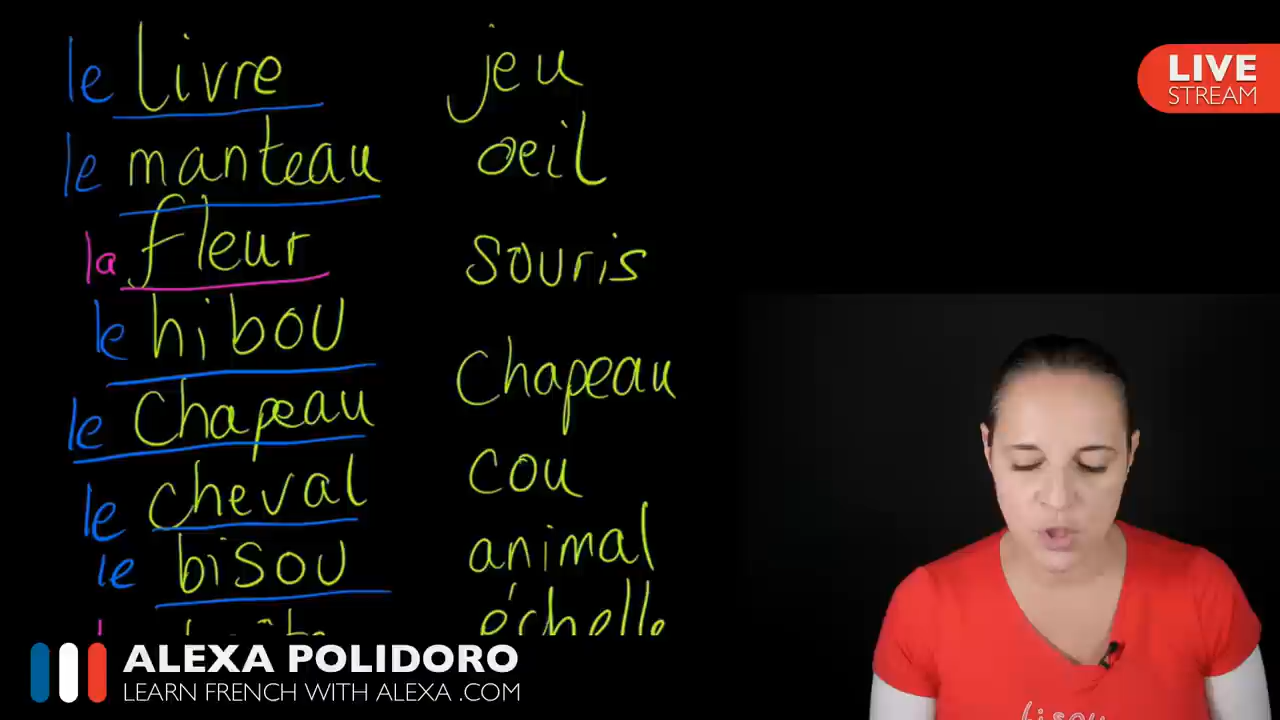 le livre
le manteau
la fleur
le hibou
le Chapeau
le cheval
le bisou
jeu
oeil
souris
Chapeau
cou
animal
échelle
LIVE
STREAM
ALEXA POLIDORO
LEARN FRENCH WITH ALEXA .COM
bisou